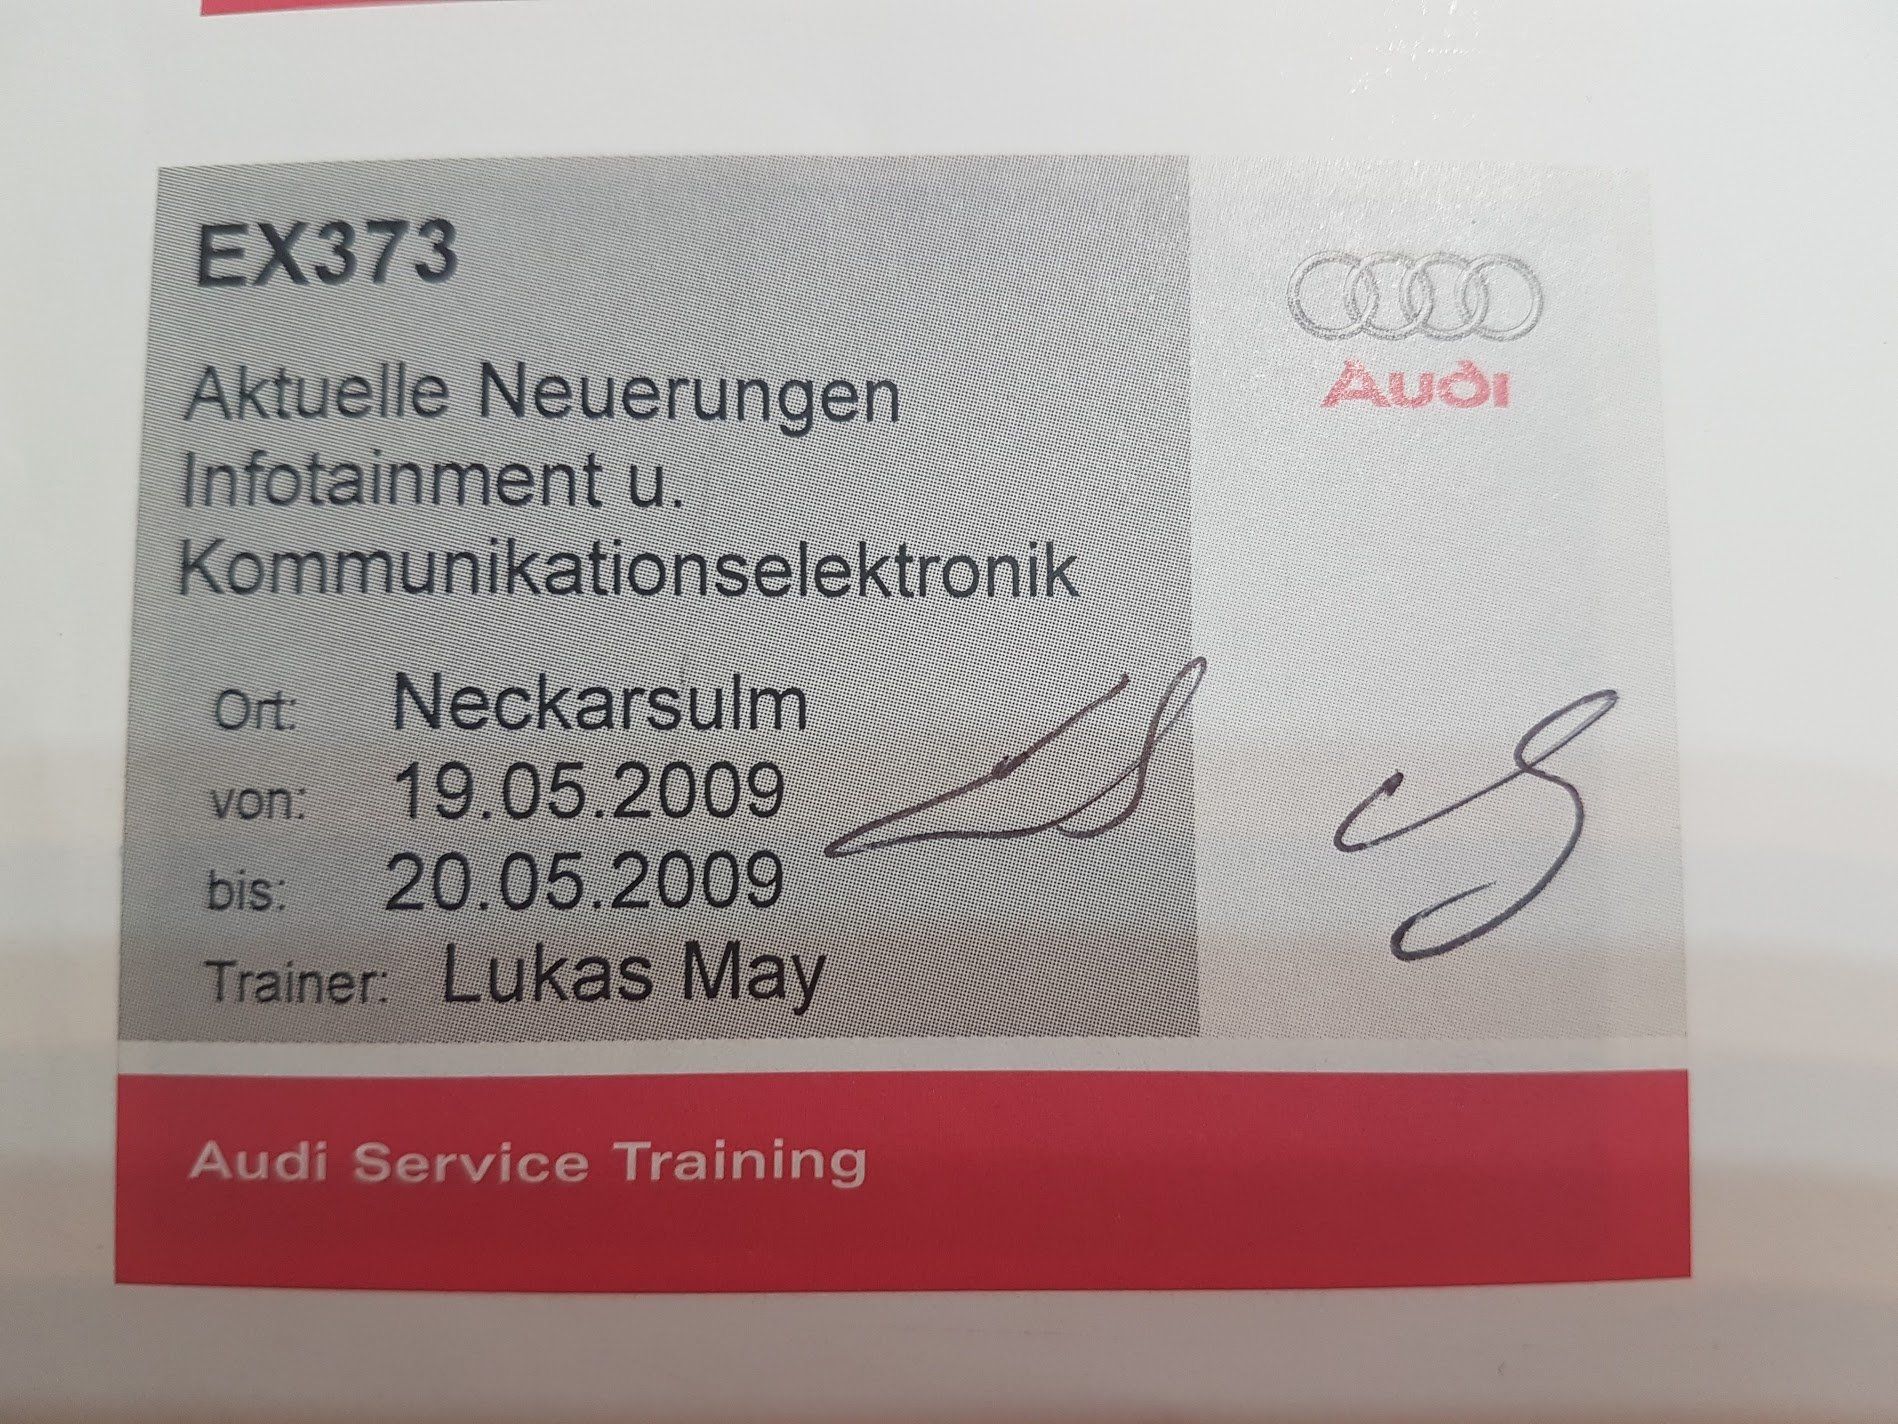 EX373
Audi
Aktuelle Neuerungen
Infotainment u.
Kommunikationselektronik
Ort: Neckarsulm
von: 19.05.2009
bis: 20.05.2009
Trainer: Lukas May
Audi Service Training